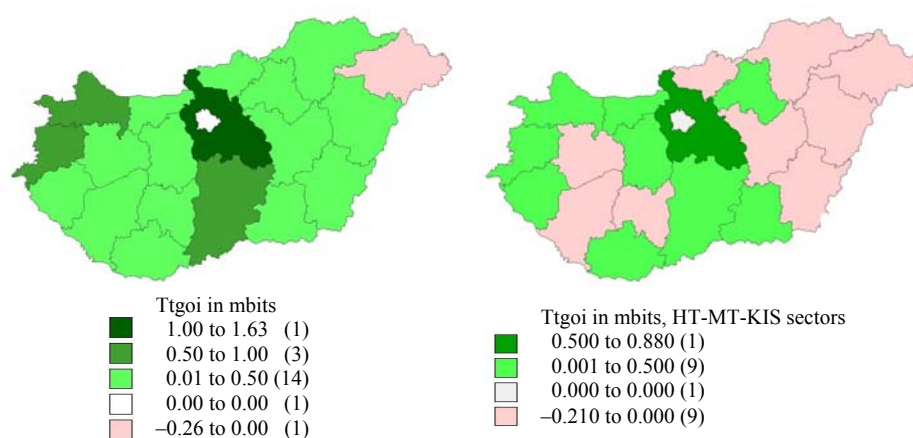 Ttgoi in mbits
1.00 to 1.63 (1)
0.50 to 1.00 (3)
0.01 to 0.50 (14)
0.00 to 0.00 (1)
–0.26 to 0.00 (1)
Ttgoi in mbits, HT-MT-KIS sectors
0.500 to 0.880 (1)
0.001 to 0.500 (9)
0.000 to 0.000 (1)
–0.210 to 0.000 (9)